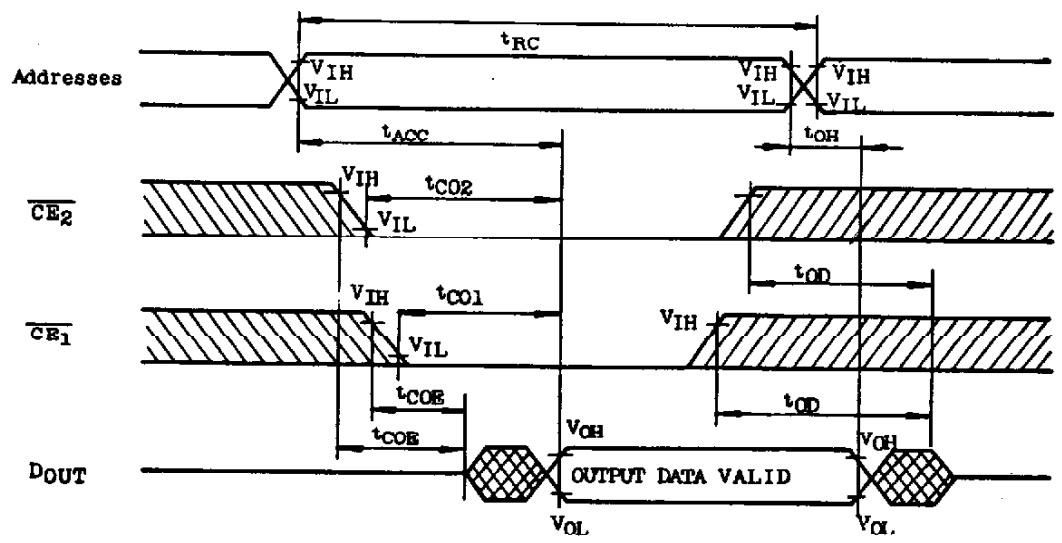 tRC
Addresses
VIH
VIH
VIH
VIL
VIL
VIL
tACC
tOH
CE2
VIH
tCO2
VIL
tOD
CE1
VIH
tCO1
VIH
VIL
tCOE
tOD
tCOE
VOH
VOH
DOUT
OUTPUT DATA VALID
VOL
VOL